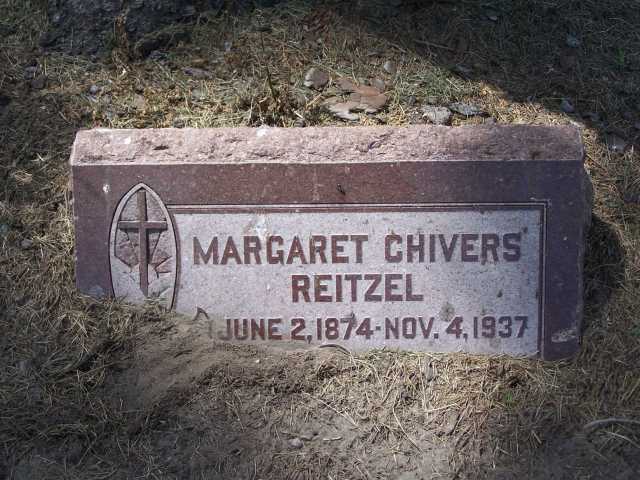 MARGARET CHIVERS
REITZEL
JUNE 2, 1874 - NOV. 4, 1937